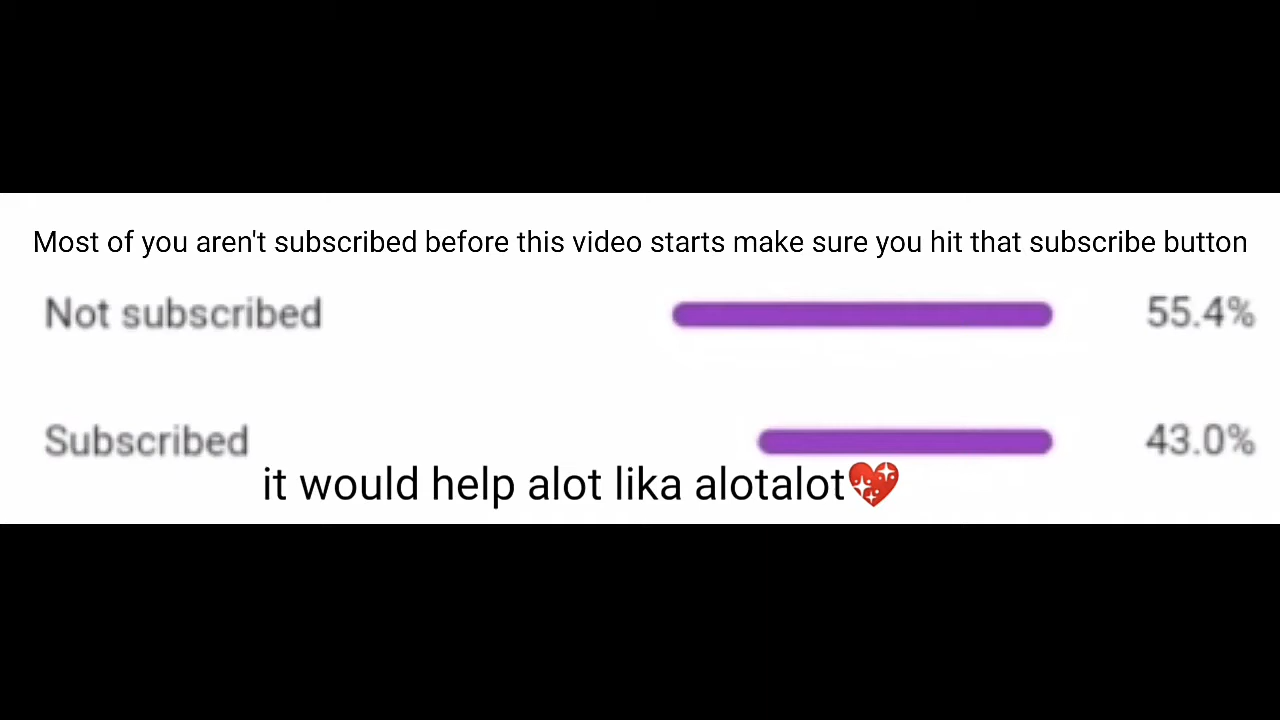 Most of you aren't subscribed before this video starts make sure you hit that subscribe button
Not subscribed 55.4%
Subscribed 43.0%
it would help alot lika alotalot💖